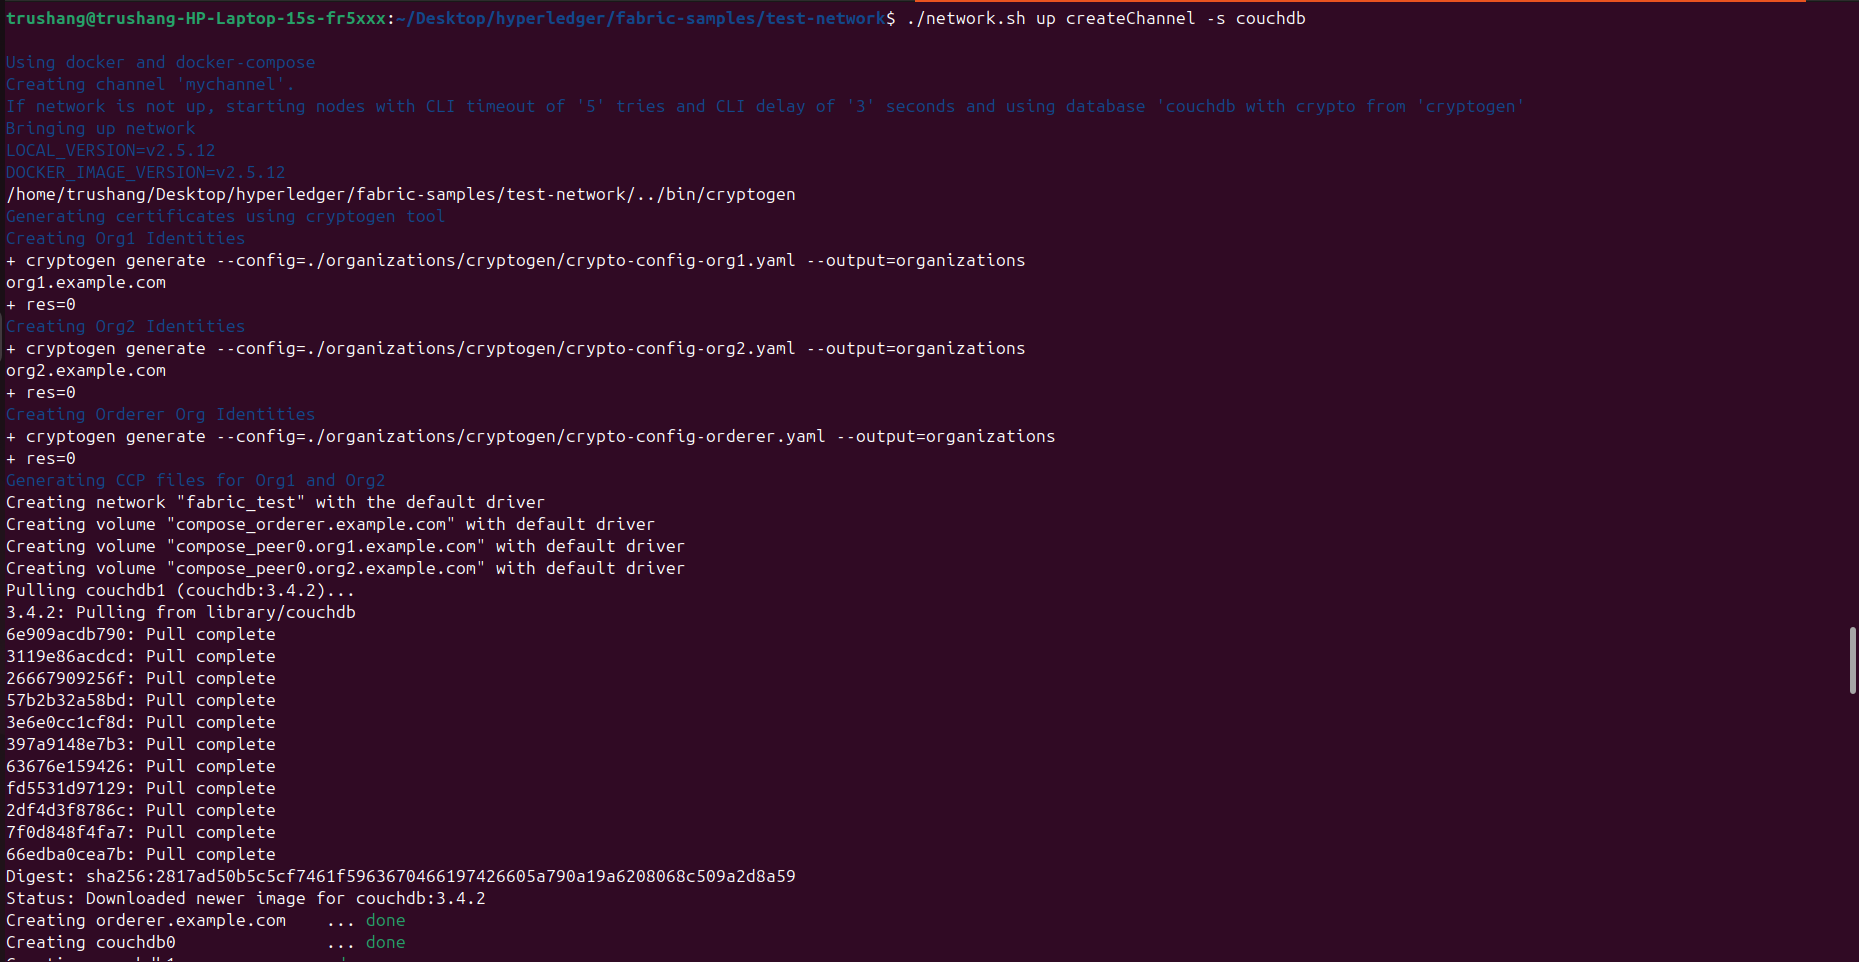 trushang@trushang-HP-Laptop-15s-fr5xxx:~/Desktop/hyperledger/fabric-samples/test-network$ ./network.sh up createChannel -s couchdb
Using docker and docker-compose
Creating channel 'mychannel'.
If network is not up, starting nodes with CLI timeout of '5' tries and CLI delay of '3' seconds and using database 'couchdb with crypto from 'cryptogen'
Bringing up network
LOCAL_VERSION=v2.5.12
DOCKER_IMAGE_VERSION=v2.5.12
/home/trushang/Desktop/hyperledger/fabric-samples/test-network/../bin/cryptogen
Generating certificates using cryptogen tool
Creating Org1 Identities
+ cryptogen generate --config=./organizations/cryptogen/crypto-config-org1.yaml --output=organizations
org1.example.com
+ res=0
Creating Org2 Identities
+ cryptogen generate --config=./organizations/cryptogen/crypto-config-org2.yaml --output=organizations
org2.example.com
+ res=0
Creating Orderer Org Identities
+ cryptogen generate --config=./organizations/cryptogen/crypto-config-orderer.yaml --output=organizations
+ res=0
Generating CCP files for Org1 and Org2
Creating network "fabric_test" with the default driver
Creating volume "compose_orderer.example.com" with default driver
Creating volume "compose_peer0.org1.example.com" with default driver
Creating volume "compose_peer0.org2.example.com" with default driver
Pulling couchdb1 (couchdb:3.4.2)...
3.4.2: Pulling from library/couchdb
6e909acdb790: Pull complete
3119e86acdcd: Pull complete
26667909256f: Pull complete
57b2b32a58bd: Pull complete
3e6e0cc1cf8d: Pull complete
397a9148e7b3: Pull complete
63676e159426: Pull complete
fd5531d97129: Pull complete
2df4d3f8786c: Pull complete
7f0d848f4fa7: Pull complete
66edba0cea7b: Pull complete
Digest: sha256:2817ad50b5c5cf7461f5963670466197426605a790a19a6208068c509a2d8a59
Status: Downloaded newer image for couchdb:3.4.2
Creating orderer.example.com    ... done
Creating couchdb0               ... done